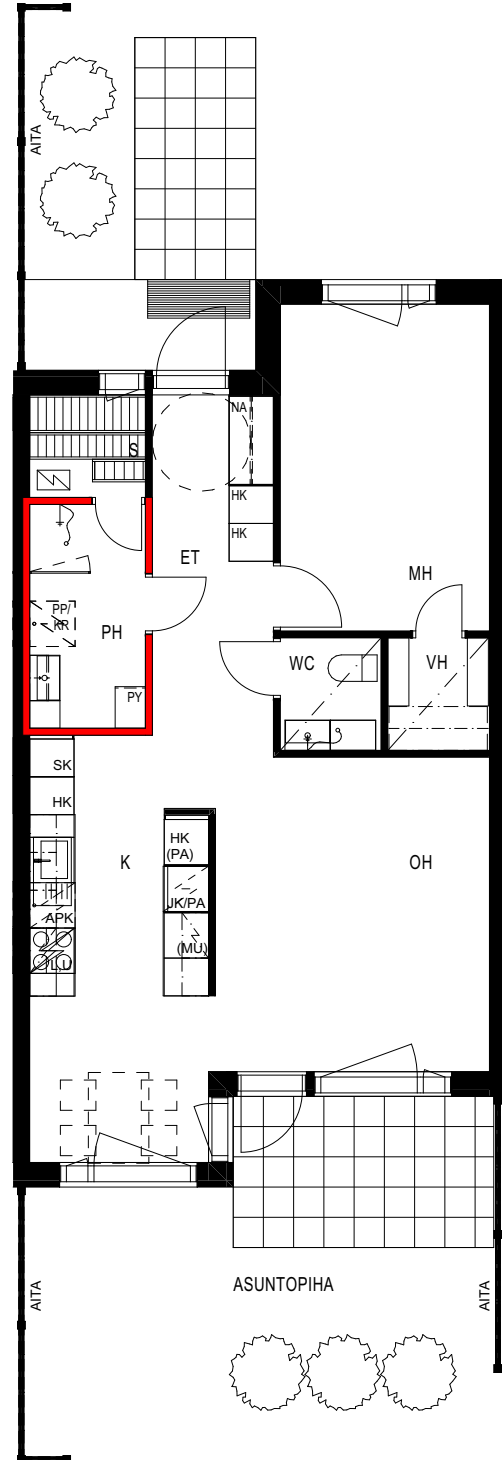 AITA
NA
S
HK
HK
ET
MH
PP/
KR
PH
WC
VH
PY
SK
HK
HK
(PA)
K
OH
JK/PA
APK
(MU)
L/U
ASUNTOPIHA
AITA
AITA